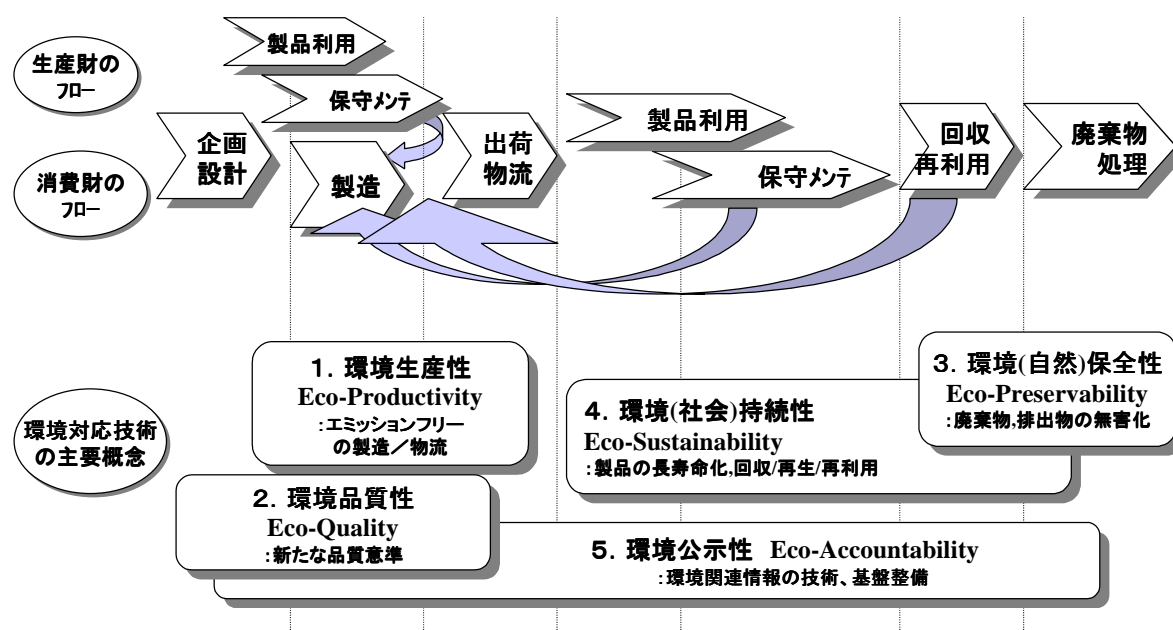 製品利用
生産財の
フロー
保守メンテ
企画
設計
出荷
物流
製品利用
回収
再利用
廃棄物
処理
消費財の
フロー
製造
保守メンテ
1. 環境生産性
Eco-Productivity
:エミッションフリー
の製造／物流
3. 環境(自然)保全性
Eco-Preservability
:廃棄物,排出物の無害化
環境対応技術
の主要概念
4. 環境(社会)持続性
Eco-Sustainability
:製品の長寿命化,回収/再生/再利用
2. 環境品質性
Eco-Quality
:新たな品質意準
5. 環境公示性 Eco-Accountability
:環境関連情報の技術、基盤整備